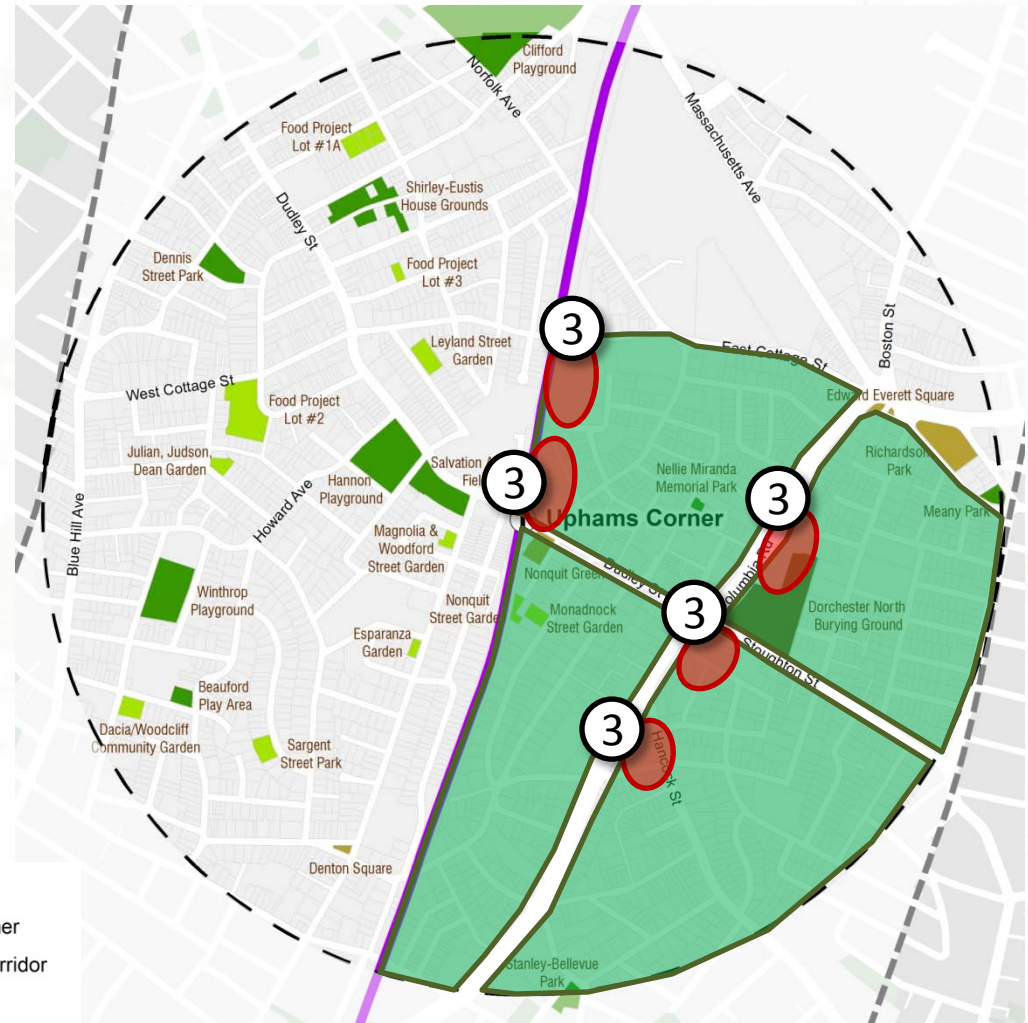 Clifford
Playground
Norfolk Ave
Massachusetts Ave
Food Project
Lot #1A
Shirley-Eustis
House Grounds
Dudley St
Dennis
Street Park
Food Project
Lot #3
3
Boston St
Leyland Street
Garden
East Cottage St
West Cottage St
Edward Everett Square
Food Project
Lot #2
Julian, Judson,
Dean Garden
Richardson
Park
Hannon
Playground
Salvation A
Fiel
3
Nellie Miranda
Memorial Park
3
Meany Park
Howard Ave
Blue Hill Ave
Uphams Corner
Magnolia &
Woodford
Street Garden
Nonquit Green
Dudley St
olumbia Rd
Winthrop
Playground
Nonquit
Street Garde
Monadnock
Street Garden
3
Dorchester North
Burying Ground
Esparanza
Garden
Stoughton St
Beauford
Play Area
Dacia/Woodcliff
Community Garden
Sargent
Street Park
3
Hancock St
Denton Square
er
rridor
Stanley-Bellevue
Park